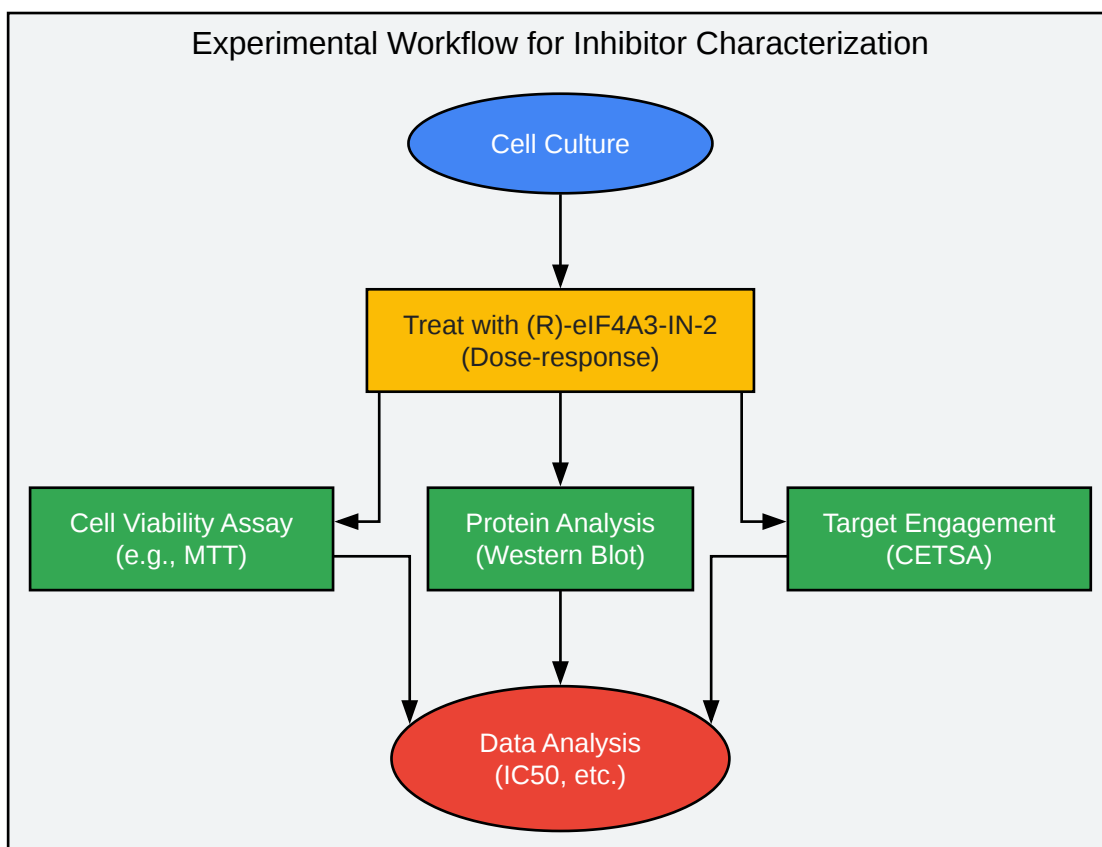 Experimental Workflow for Inhibitor Characterization
Cell Culture
Treat with (R)-eIF4A3-IN-2
(Dose-response)
Cell Viability Assay
(e.g., MTT)
Protein Analysis
(Western Blot)
Target Engagement
(CETSA)
Data Analysis
(IC50, etc.)